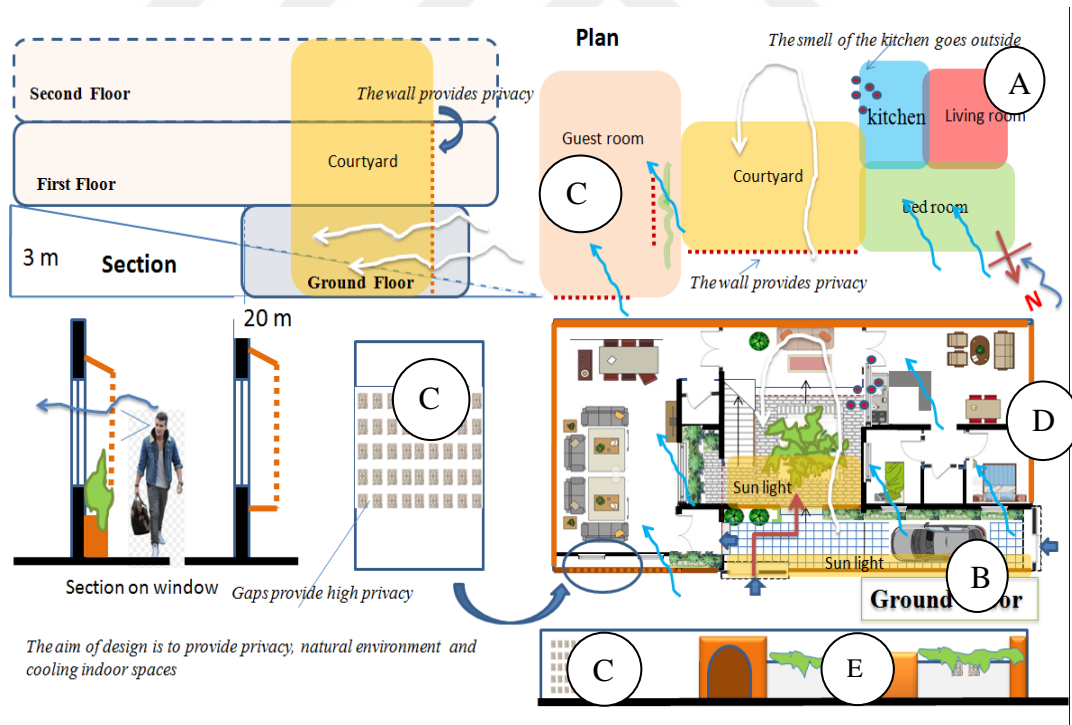 Plan
The smell of the kitchen goes outside
Second Floor
The wall provides privacy
A
kitchen
Living room
Guest room
Courtyard
First Floor
C
Courtyard
bed room
3 m
Section
Ground Floor
The wall provides privacy
N
20 m
C
D
Sun light
Sun light
B
Section on window
Gaps provide high privacy
Ground
The aim of design is to provide privacy, natural environment and
cooling indoor spaces
C
E